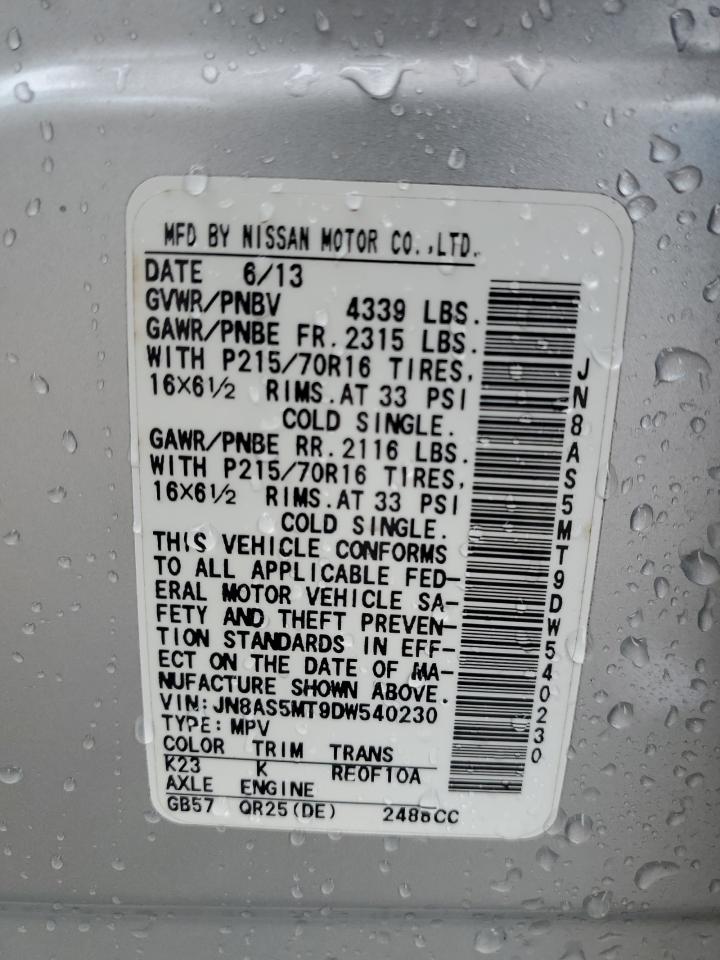 MFD BY NISSAN MOTOR CO.,LTD.
DATE 6/13
GVWR/PNBV 4339 LBS.
GAWR/PNBE FR.2315 LBS.
WITH P215/70R16 TIRES,
16X6½ RIMS.AT 33 PSI
COLD SINGLE.
GAWR/PNBE RR.2116 LBS.
WITH P215/70R16 TIRES,
16X6½ RIMS.AT 33 PSI
COLD SINGLE.
THIS VEHICLE CONFORMS
TO ALL APPLICABLE FED-
ERAL MOTOR VEHICLE SA-
FETY AND THEFT PREVEN-
TION STANDARDS IN EFF-
ECT ON THE DATE OF MA-
NUFACTURE SHOWN ABOVE.
VIN:JN8AS5MT9DW540230
TYPE:MPV
COLOR TRIM TRANS
K23 K RE0F10A
AXLE ENGINE
GB57 QR25(DE) 2488CC
JN8AS5MT9DW540230